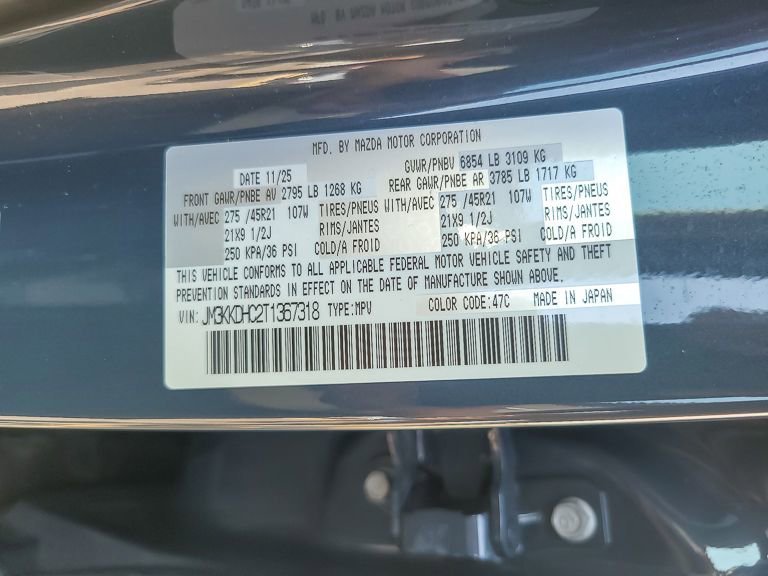 MFD. BY MAZDA MOTOR CORPORATION
DATE 11/25 GVWR/PNBV 6854 LB 3109 KG
FRONT GAWR/PNBE AV 2795 LB 1268 KG REAR GAWR/PNBE AR 3785 LB 1717 KG
WITH/AVEC 275 /45R21 107W TIRES/PNEUS WITH/AVEC 275 /45R21 107W TIRES/PNEUS
21X9 1/2J RIMS/JANTES 21X9 1/2J RIMS/JANTES
250 KPA/36 PSI COLD/A FROID 250 KPA/36 PSI COLD/A FROID
THIS VEHICLE CONFORMS TO ALL APPLICABLE FEDERAL MOTOR VEHICLE SAFETY AND THEFT
PREVENTION STANDARDS IN EFFECT ON THE DATE OF MANUFACTURE SHOWN ABOVE.
VIN: JM3KKDHC2T1367318 TYPE:MPV COLOR CODE:47C MADE IN JAPAN